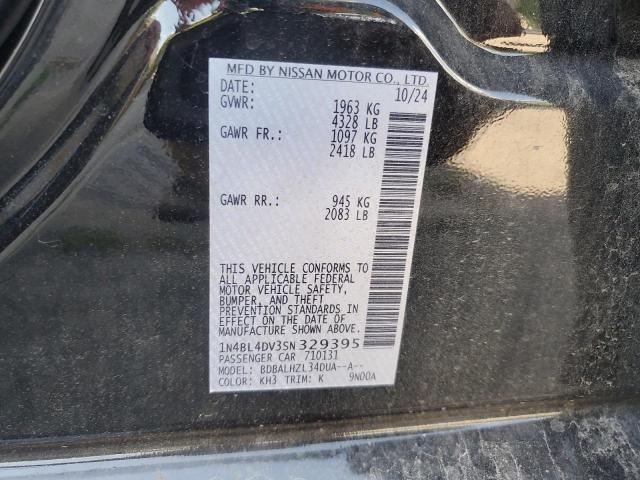 MFD BY NISSAN MOTOR CO., LTD.
DATE: 10/24
GVWR: 1963 KG
4328 LB
GAWR FR.: 1097 KG
2418 LB
GAWR RR.: 945 KG
2083 LB
THIS VEHICLE CONFORMS TO
ALL APPLICABLE FEDERAL
MOTOR VEHICLE SAFETY,
BUMPER, AND THEFT
PREVENTION STANDARDS IN
EFFECT ON THE DATE OF
MANUFACTURE SHOWN ABOVE.
1N4BL4DV3SN329395
PASSENGER CAR 710131
MODEL: BDBALHZL34DUA--A--
COLOR: KH3 TRIM: K 9N00A